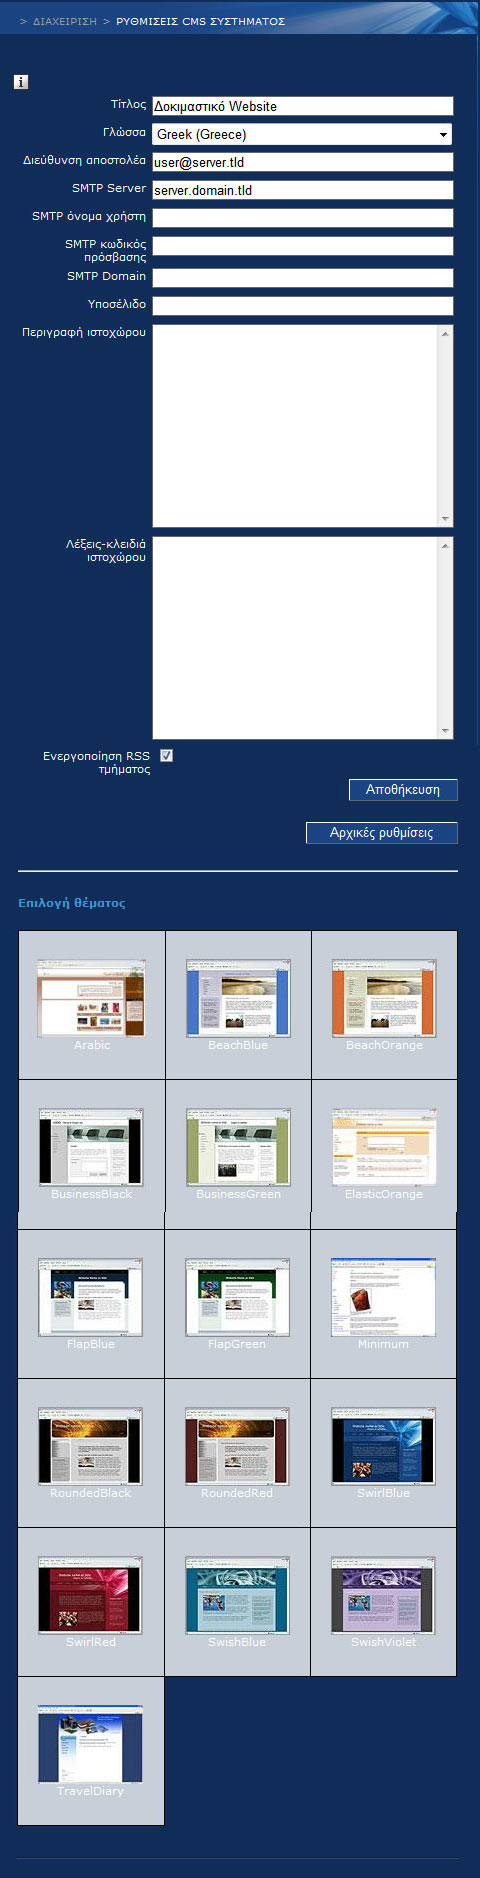 > ΔΙΑΧΕΙΡΙΣΗ > ΡΥΘΜΙΣΕΙΣ CMS ΣΥΣΤΗΜΑΤΟΣ
i
Τίτλος Δοκιμαστικό Website
Γλώσσα Greek (Greece)
Διεύθυνση αποστολέα user@server.tld
SMTP Server server.domain.tld
SMTP όνομα χρήστη
SMTP κωδικός
πρόσβασης
SMTP Domain
Υποσέλιδο
Περιγραφή ιστοχώρου
Λέξεις-κλειδιά
ιστοχώρου
Ενεργοποίηση RSS
τμήματος
Αποθήκευση
Αρχικές ρυθμίσεις
Επιλογή θέματος
Arabic BeachBlue BeachOrange
BusinessBlack BusinessGreen ElasticOrange
FlapBlue FlapGreen Minimum
RoundedBlack RoundedRed SwirlBlue
SwirlRed SwishBlue SwishViolet
TravelDiary